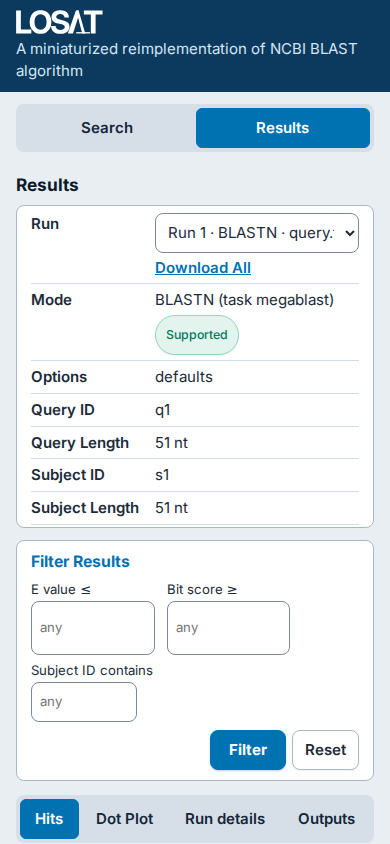 LOSAT
A miniaturized reimplementation of NCBI BLAST
algorithm
Search
Results
Results
Run
Run 1 · BLASTN · query.
Download All
Mode
BLASTN (task megablast)
Supported
Options
defaults
Query ID
q1
Query Length
51 nt
Subject ID
s1
Subject Length
51 nt
Filter Results
E value ≤
Bit score ≥
any
any
Subject ID contains
any
Filter
Reset
Hits
Dot Plot
Run details
Outputs